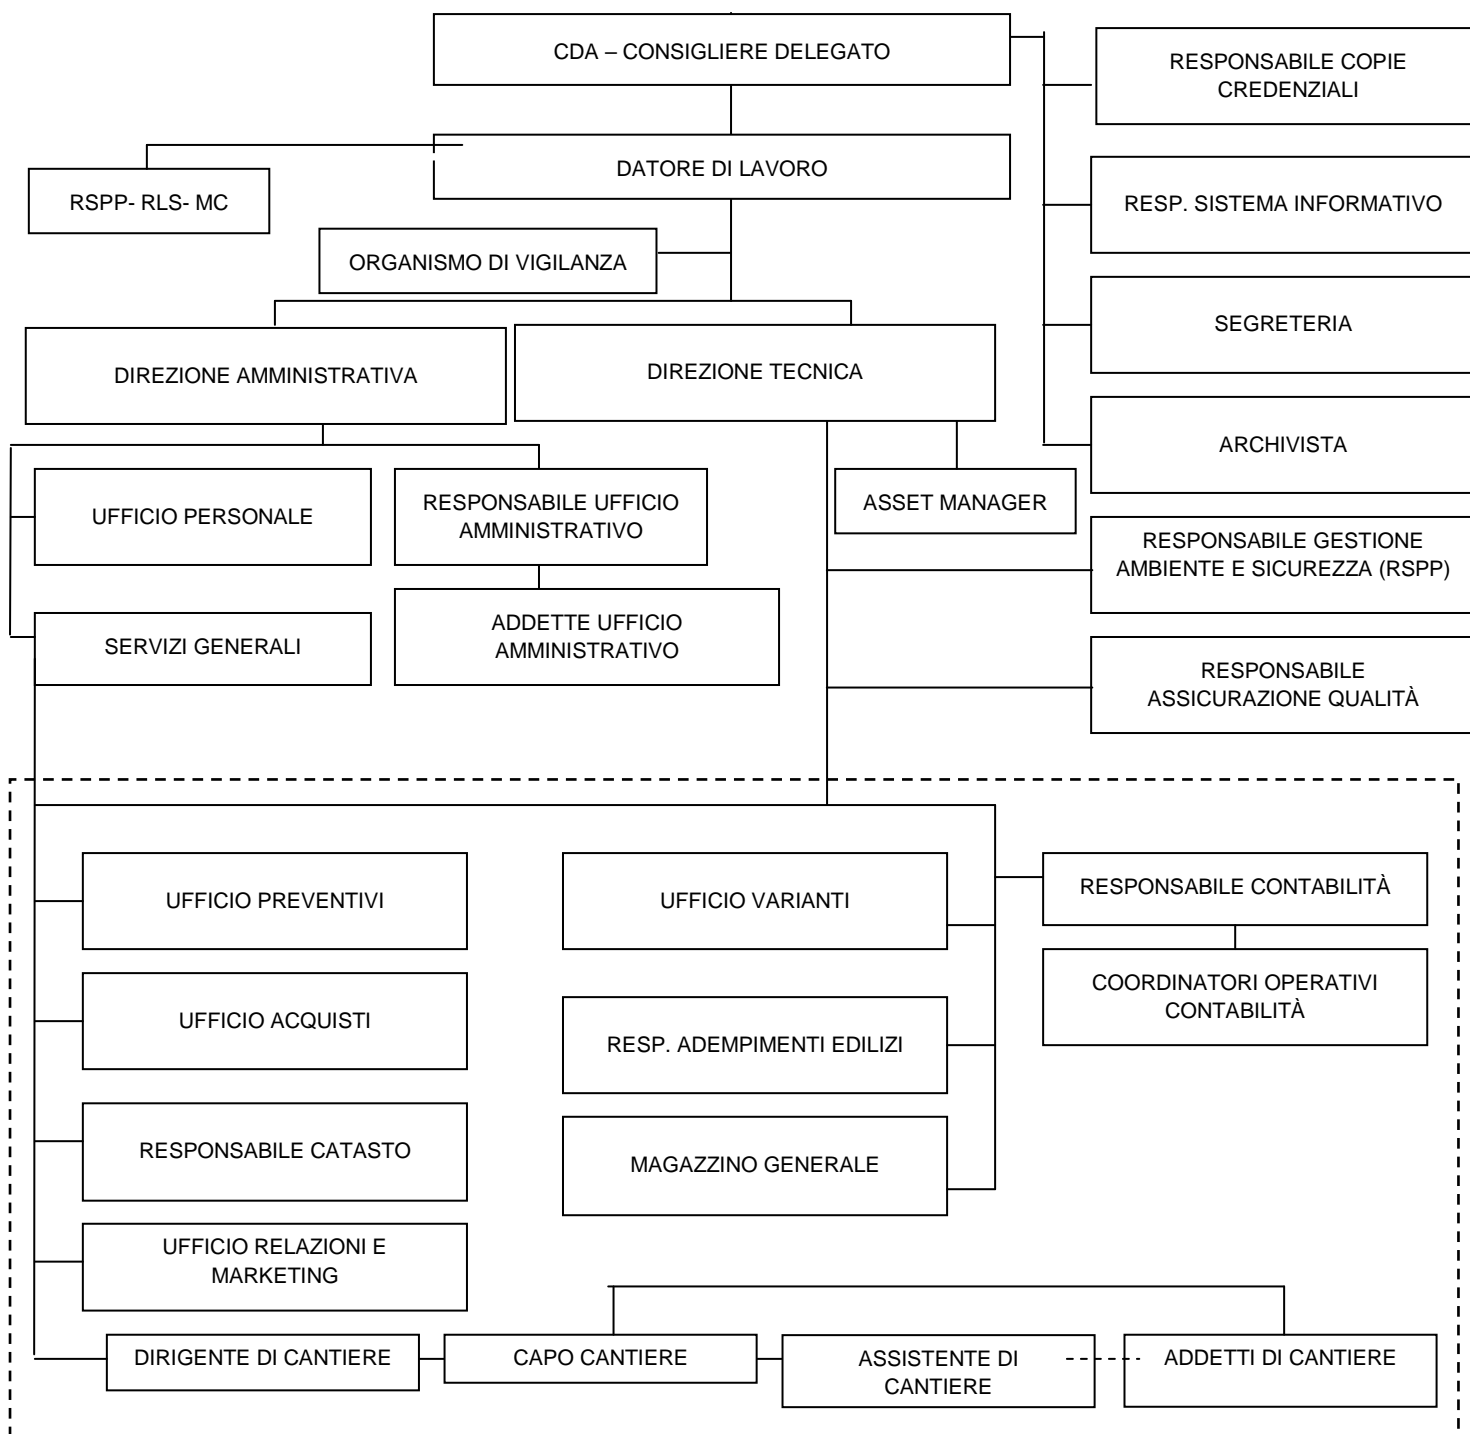 CDA – CONSIGLIERE DELEGATO
RESPONSABILE COPIE
CREDENZIALI
DATORE DI LAVORO
RSPP- RLS- MC
RESP. SISTEMA INFORMATIVO
ORGANISMO DI VIGILANZA
SEGRETERIA
DIREZIONE AMMINISTRATIVA
DIREZIONE TECNICA
ARCHIVISTA
UFFICIO PERSONALE
RESPONSABILE UFFICIO
AMMINISTRATIVO
ASSET MANAGER
RESPONSABILE GESTIONE
AMBIENTE E SICUREZZA (RSPP)
SERVIZI GENERALI
ADDETTE UFFICIO
AMMINISTRATIVO
RESPONSABILE
ASSICURAZIONE QUALITÀ
UFFICIO PREVENTIVI
UFFICIO VARIANTI
RESPONSABILE CONTABILITÀ
COORDINATORI OPERATIVI
CONTABILITÀ
UFFICIO ACQUISTI
RESP. ADEMPIMENTI EDILIZI
RESPONSABILE CATASTO
MAGAZZINO GENERALE
UFFICIO RELAZIONI E
MARKETING
DIRIGENTE DI CANTIERE
CAPO CANTIERE
ASSISTENTE DI
CANTIERE
ADDETTI DI CANTIERE